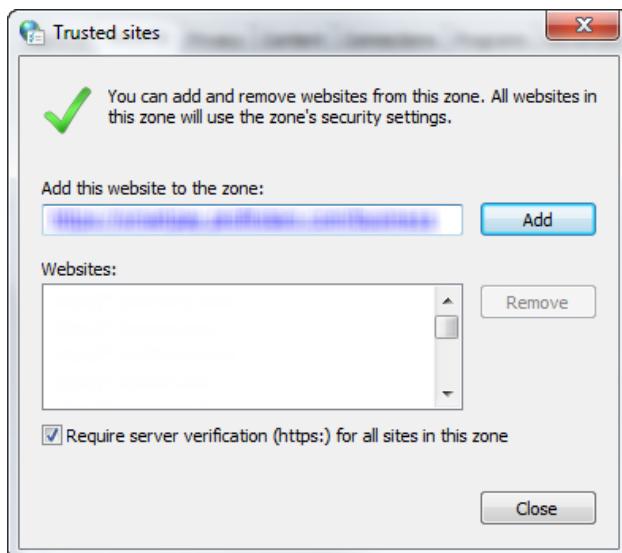 Trusted sites
You can add and remove websites from this zone. All websites in
this zone will use the zone's security settings.
Add this website to the zone:
Add
Websites:
Remove
Require server verification (https:) for all sites in this zone
Close